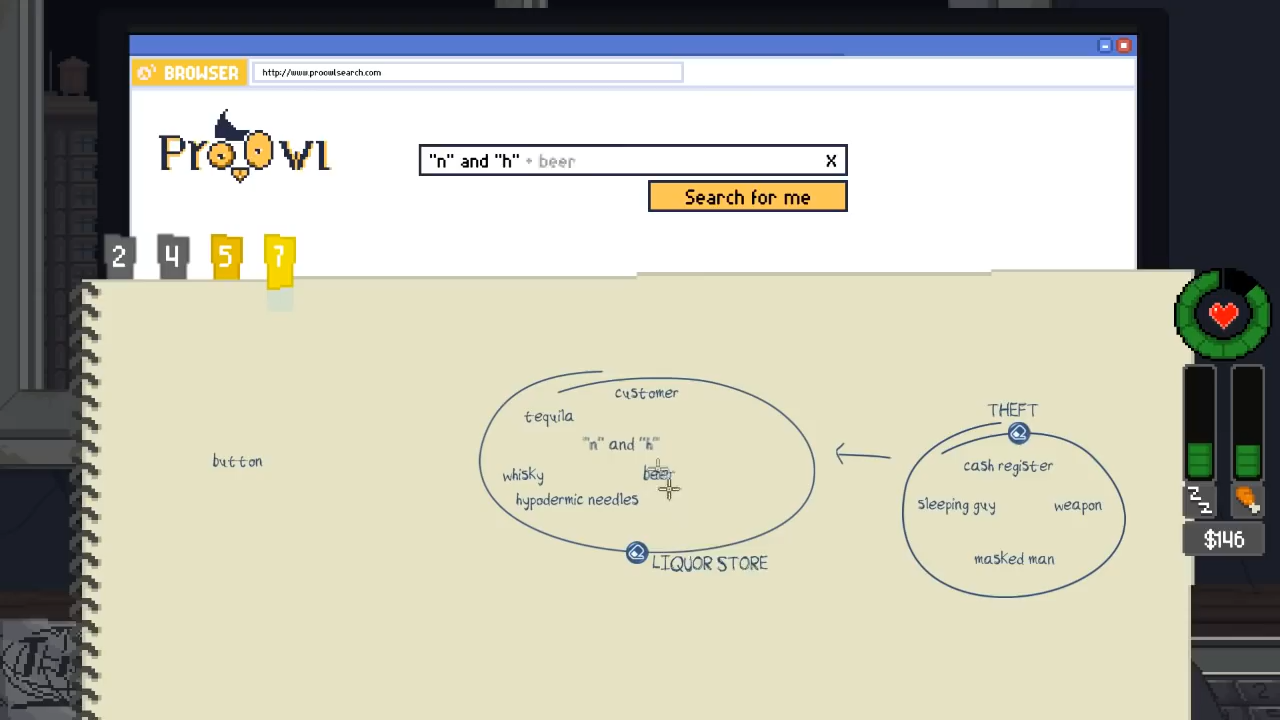 BROWSER http://www.proowlsearch.com
PrOOwl
"n" and "h" + beer X
Search for me
2 4 5 7
customer
THEFT
tequila
"n" and "h"
button
cash register
whisky
beer
hypodermic needles
sleeping guy
weapon
masked man
LIQUOR STORE
$146